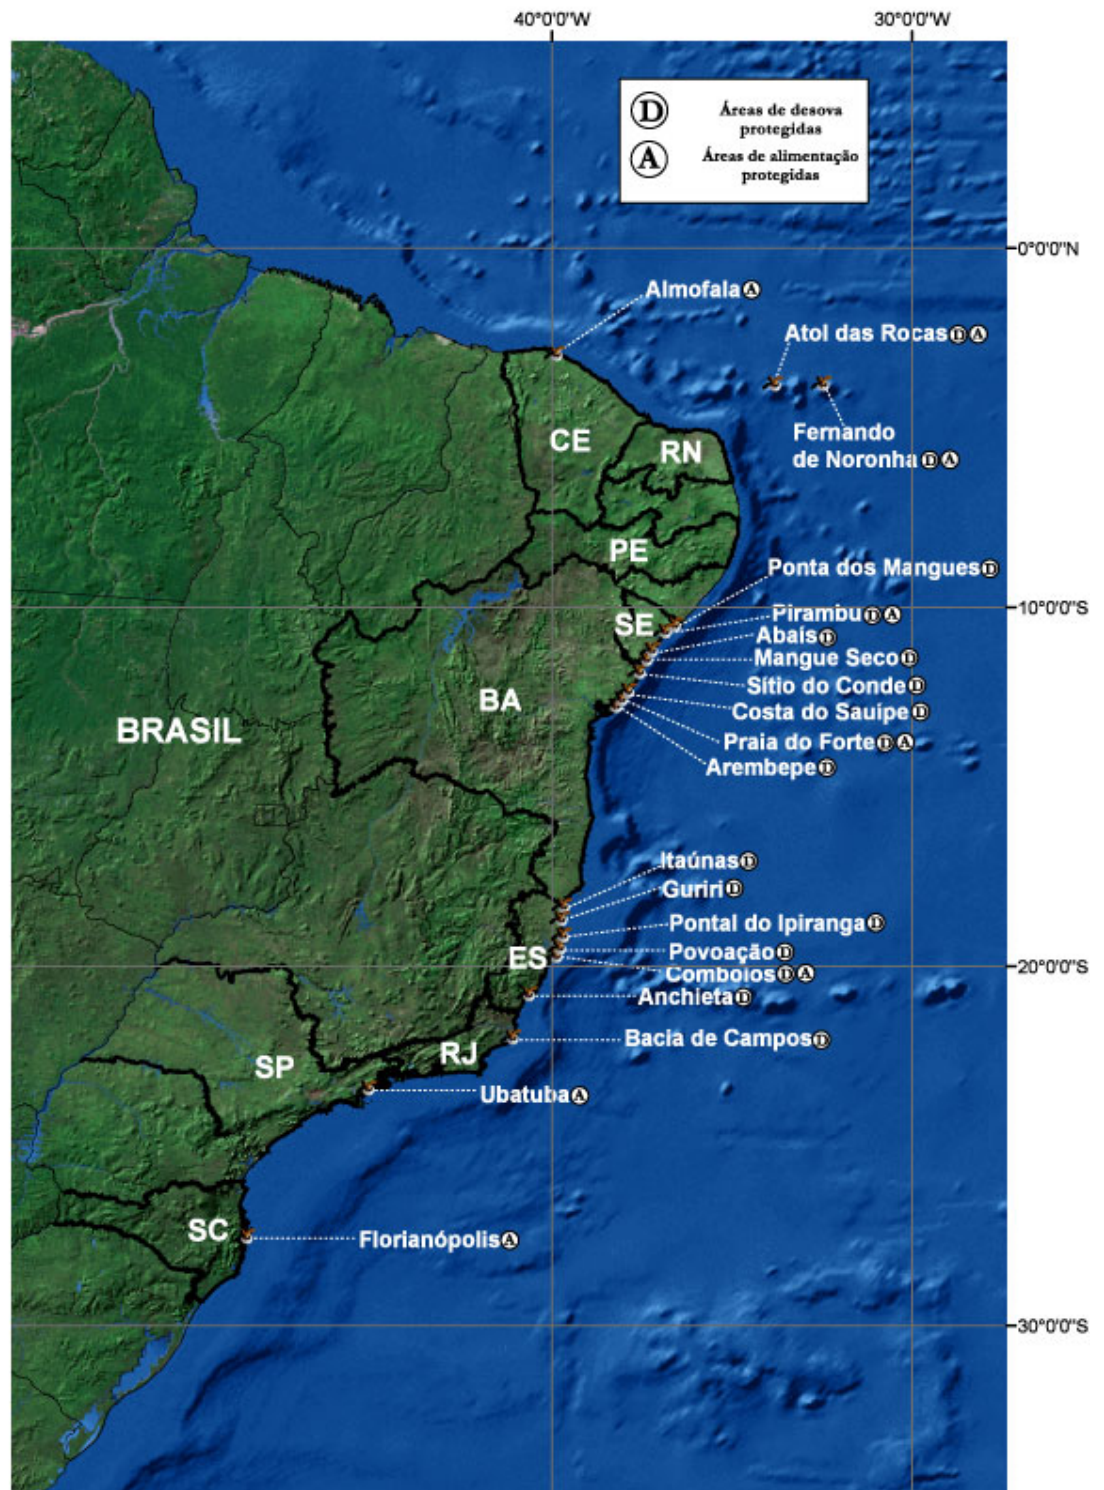 40°0'0"W
30°0'0"W
D Áreas de desova
protegidas
A Áreas de alimentação
protegidas
0°0'0"N
Almofala A
Atol das Rocas D A
Fernando
de Noronha D A
CE
RN
PE
Ponta dos Mangues D
10°0'0"S
Pirambu D A
SE
Abaís D
Mangue Seco D
Sítio do Conde D
BA
Costa do Sauípe D
BRASIL
Praia do Forte D A
Arembepe D
Itaúnas D
Guriri D
Pontal do Ipiranga D
Povoação D
ES
20°0'0"S
Comboios D A
Anchieta D
Bacia de Campos D
RJ
SP
Ubatuba A
SC
Florianópolis A
30°0'0"S